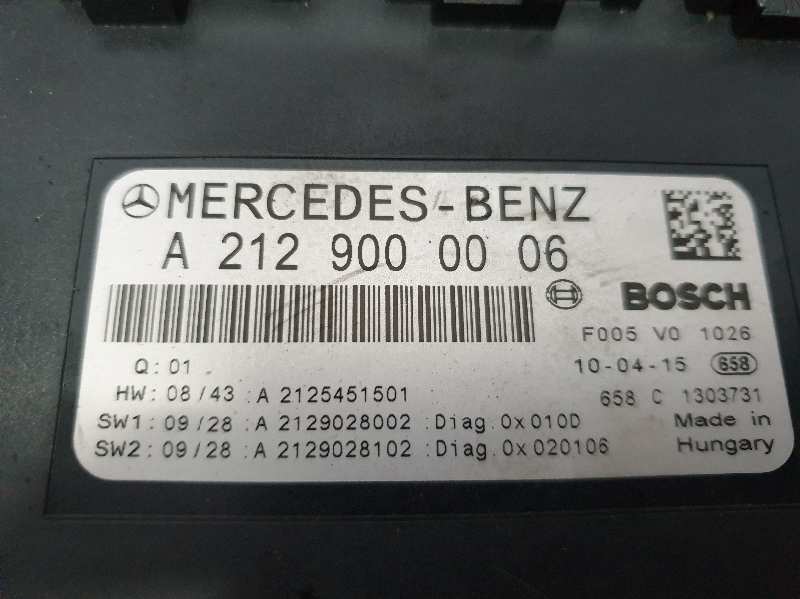 MERCEDES-BENZ
A 212 900 00 06
BOSCH
F005 V0 1026
Q: 01
10-04-15 658
HW: 08/43 :A 2125451501
658 C 1303731
SW1: 09/28 :A 2129028002 :Diag.0x010D
Made in
SW2: 09/28 :A 2129028102 :Diag.0x020106
Hungary